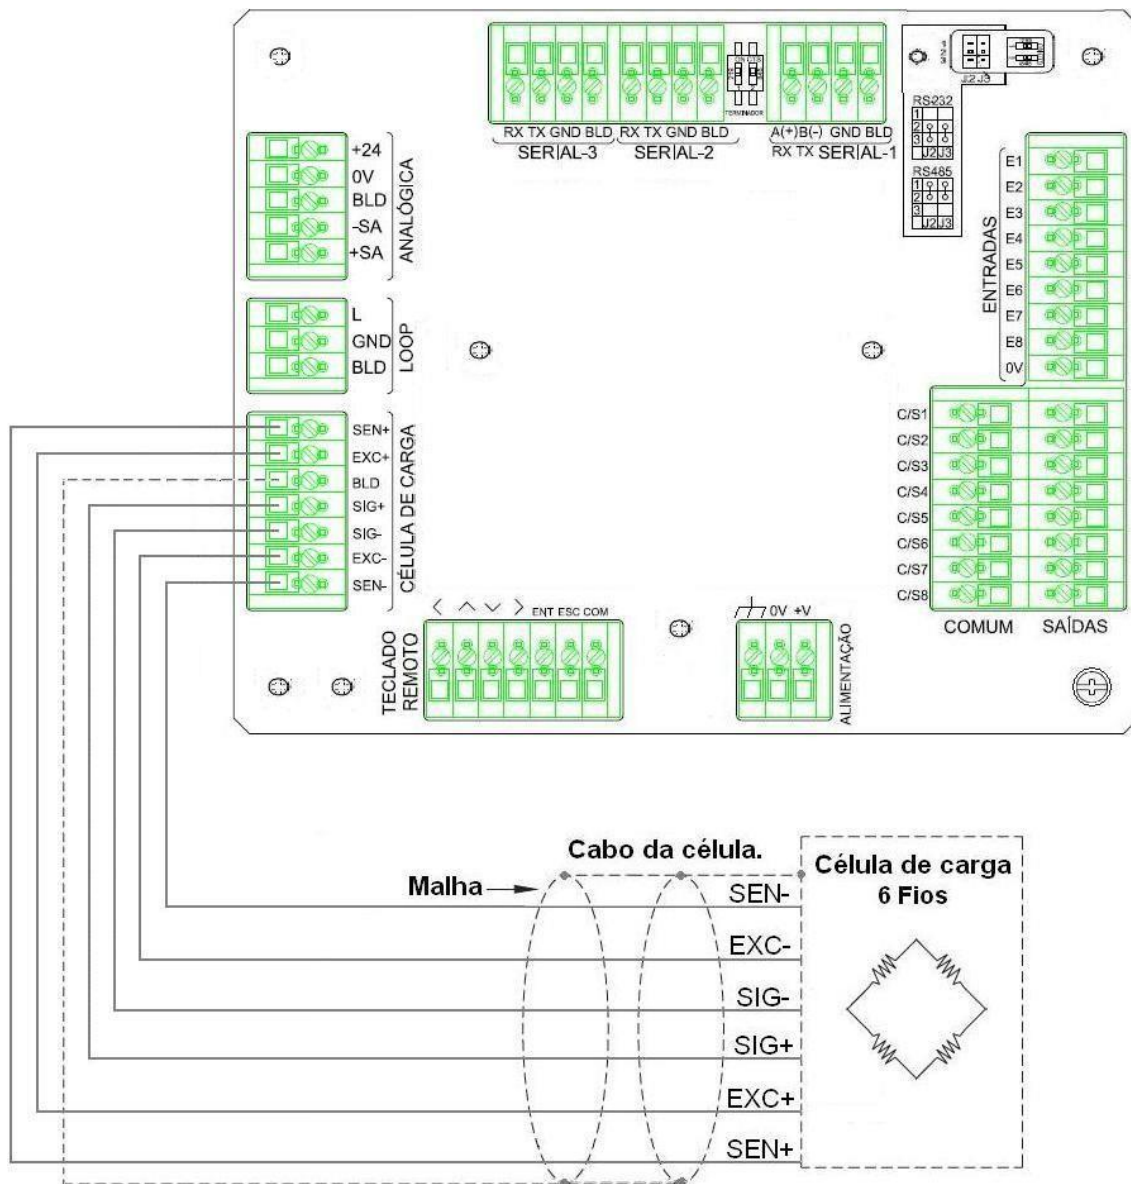 TERMINADOR
RX TX GND BLD
SERIAL-3
RX TX GND BLD
SERIAL-2
A(+)B(-) GND BLD
RX TX SERIAL-1
J2 J3
RS232
1
2
3
J2 J3
RS485
1
2
3
J2 J3
+24
0V
BLD
-SA
+SA
ANALÓGICA
L
GND
BLD
LOOP
SEN+
EXC+
BLD
SIG+
SIG-
EXC-
SEN-
CÉLULA DE CARGA
E1
E2
E3
E4
E5
E6
E7
E8
0V
ENTRADAS
C/S1
C/S2
C/S3
C/S4
C/S5
C/S6
C/S7
C/S8
COMUM
SAÍDAS
ENT ESC COM
TECLADO
REMOTO
0V +V
ALIMENTAÇÃO
Cabo da célula.
Malha
Célula de carga
6 Fios
SEN-
EXC-
SIG-
SIG+
EXC+
SEN+